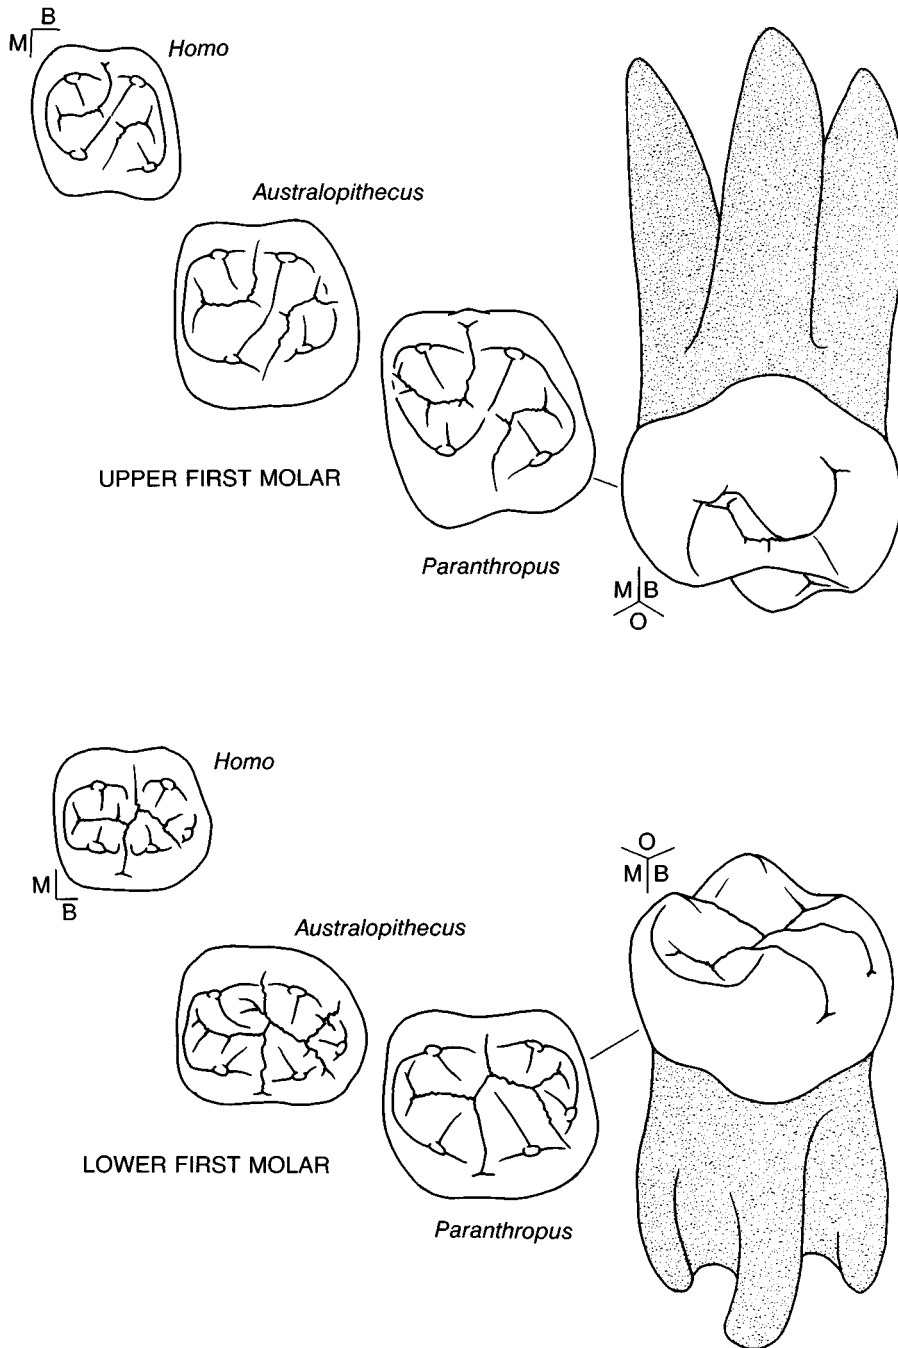 B
M
Homo
Australopithecus
UPPER FIRST MOLAR
Paranthropus
M B
O
Homo
M
B
O
M B
Australopithecus
LOWER FIRST MOLAR
Paranthropus